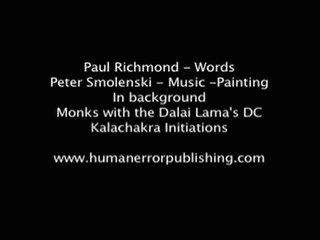 Paul Richmond - Words
Peter Smolenski - Music -Painting
In background
Monks with the Dalai Lama's DC
Kalachakra Initiations
www.humanerrorpublishing.com